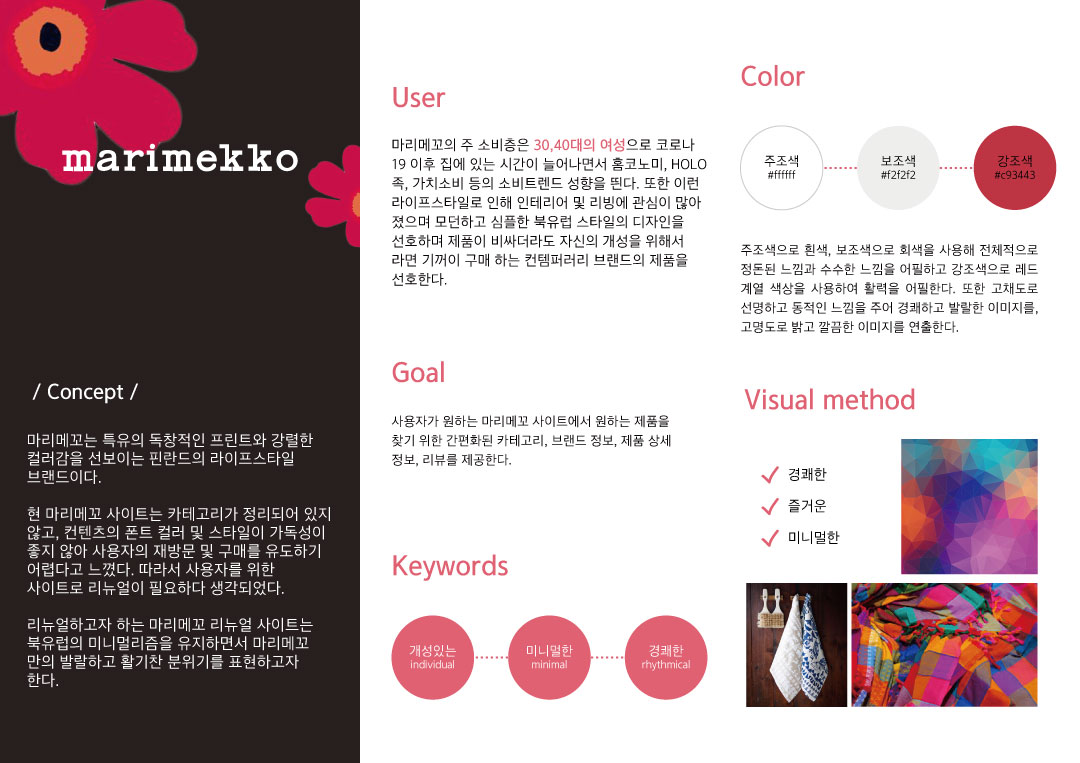 marimekko
/ Concept /
마리메꼬는 특유의 독창적인 프린트와 강렬한
컬러감을 선보이는 핀란드의 라이프스타일
브랜드이다.
현 마리메꼬 사이트는 카테고리가 정리되어 있지
않고, 컨텐츠의 폰트 컬러 및 스타일이 가독성이
좋지 않아 사용자의 재방문 및 구매를 유도하기
어렵다고 느꼈다. 따라서 사용자를 위한
사이트로 리뉴얼이 필요하다 생각되었다.
리뉴얼하고자 하는 마리메꼬 리뉴얼 사이트는
북유럽의 미니멀리즘을 유지하면서 마리메꼬
만의 발랄하고 활기찬 분위기를 표현하고자
한다.
User
마리메꼬의 주 소비층은 30,40대의 여성으로 코로나
19 이후 집에 있는 시간이 늘어나면서 홈코노미, HOLO
족, 가치소비 등의 소비트렌드 성향을 띈다. 또한 이런
라이프스타일로 인해 인테리어 및 리빙에 관심이 많아
졌으며 모던하고 심플한 북유럽 스타일의 디자인을
선호하며 제품이 비싸더라도 자신의 개성을 위해서
라면 기꺼이 구매 하는 컨템퍼러리 브랜드의 제품을
선호한다.
Goal
사용자가 원하는 마리메꼬 사이트에서 원하는 제품을
찾기 위한 간편화된 카테고리, 브랜드 정보, 제품 상세
정보, 리뷰를 제공한다.
Keywords
개성있는
individual
미니멀한
minimal
경쾌한
rhythmical
Color
주조색
#ffffff
보조색
#f2f2f2
강조색
#c93443
주조색으로 흰색, 보조색으로 회색을 사용해 전체적으로
정돈된 느낌과 수수한 느낌을 어필하고 강조색으로 레드
계열 색상을 사용하여 활력을 어필한다. 또한 고채도로
선명하고 동적인 느낌을 주어 경쾌하고 발랄한 이미지를,
고명도로 밝고 깔끔한 이미지를 연출한다.
Visual method
경쾌한
즐거운
미니멀한